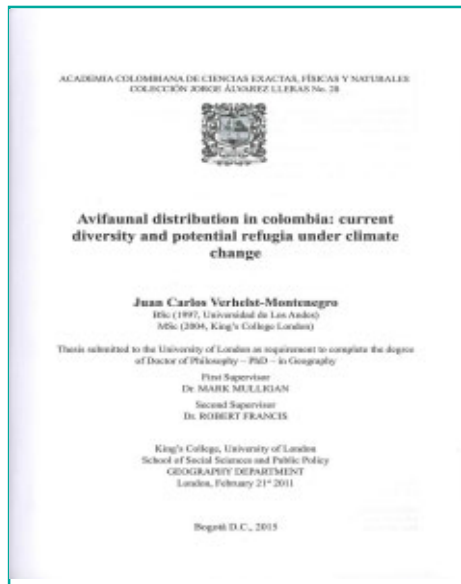 ACADEMIA COLOMBIANA DE CIENCIAS EXACTAS, FÍSICAS Y NATURALES
COLECCIÓN JORGE ÁLVAREZ LLERAS No. 28
Avifaunal distribution in colombia: current
diversity and potential refugia under climate
change
Juan Carlos Verhelst-Montenegro
BSc (1997, Universidad de Los Andes)
MSc (2004, King's College London)
Thesis submitted to the University of London as requirement to complete the degree
of Doctor of Philosophy – PhD – in Geography
First Supervisor
Dr. MARK MULLIGAN
Second Supervisor
Dr. ROBERT FRANCIS
King's College, University of London
School of Social Sciences and Public Policy
GEOGRAPHY DEPARTMENT
London, February 21st 2011
Bogotá D.C., 2015